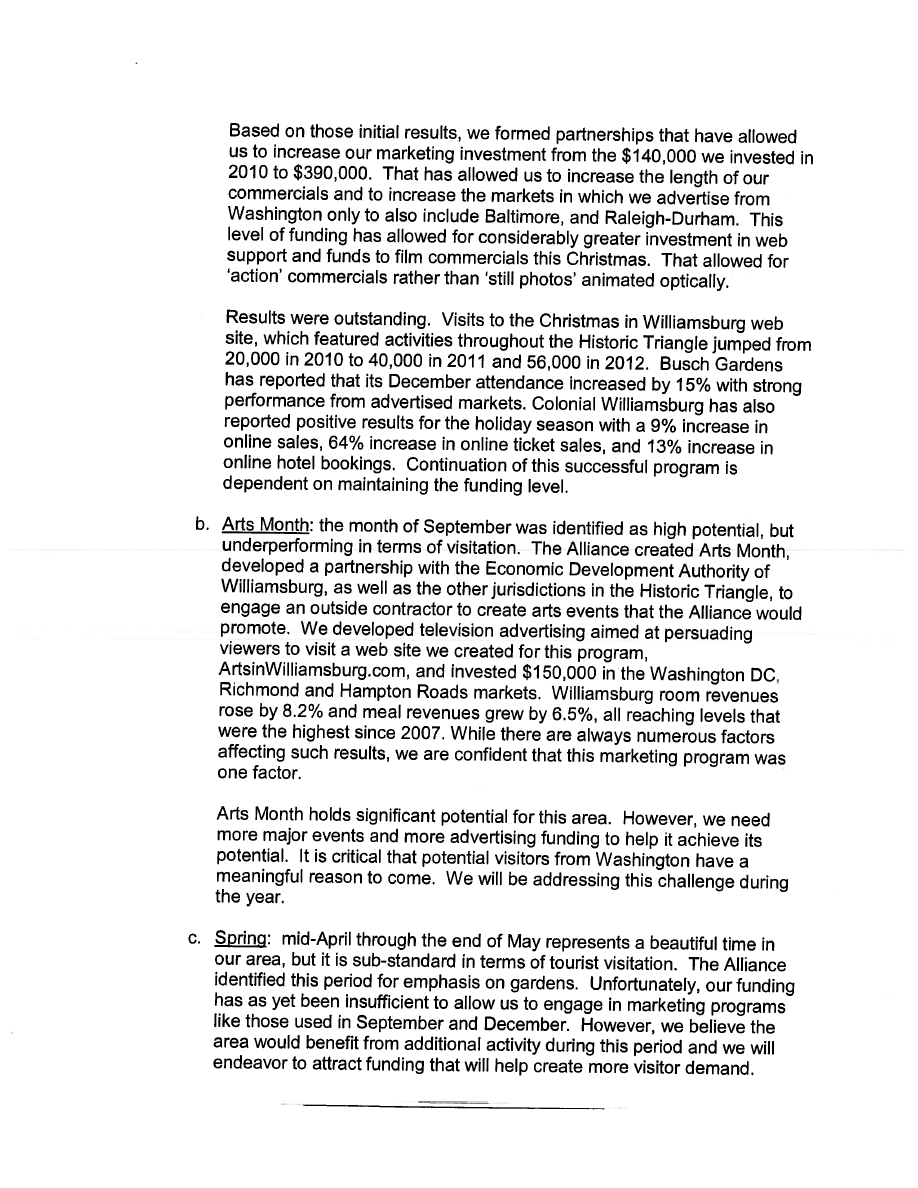 Based on those initial results, we formed partnerships that have allowed
us to increase our marketing investment from the $140,000 we invested in
2010 to $390,000.  That has allowed us to increase the length of our
commercials and to increase the markets in which we advertise from
Washington only to also include Baltimore, and Raleigh-Durham.  This
level of funding has allowed for considerably greater investment in web
support and funds to film commercials this Christmas.  That allowed for
‘action’ commercials rather than ‘still photos’ animated optically.

Results were outstanding.  Visits to the Christmas in Williamsburg web
site, which featured activities throughout the Historic Triangle jumped from
20,000 in 2010 to 40,000 in 2011 and 56,000 in 2012.  Busch Gardens
has reported that its December attendance increased by 15% with strong
performance from advertised markets. Colonial Williamsburg has also
reported positive results for the holiday season with a 9% increase in
online sales, 64% increase in online ticket sales, and 13% increase in
online hotel bookings.  Continuation of this successful program is
dependent on maintaining the funding level.

b. Arts Month: the month of September was identified as high potential, but
underperforming in terms of visitation.  The Alliance created Arts Month,
developed a partnership with the Economic Development Authority of
Williamsburg, as well as the other jurisdictions in the Historic Triangle, to
engage an outside contractor to create arts events that the Alliance would
promote.  We developed television advertising aimed at persuading
viewers to visit a web site we created for this program,
ArtsinWilliamsburg.com, and invested $150,000 in the Washington DC,
Richmond and Hampton Roads markets.  Williamsburg room revenues
rose by 8.2% and meal revenues grew by 6.5%, all reaching levels that
were the highest since 2007. While there are always numerous factors
affecting such results, we are confident that this marketing program was
one factor.

Arts Month holds significant potential for this area.  However, we need
more major events and more advertising funding to help it achieve its
potential.  It is critical that potential visitors from Washington have a
meaningful reason to come.  We will be addressing this challenge during
the year.

c. Spring:  mid-April through the end of May represents a beautiful time in
our area, but it is sub-standard in terms of tourist visitation.  The Alliance
identified this period for emphasis on gardens.  Unfortunately, our funding
has as yet been insufficient to allow us to engage in marketing programs
like those used in September and December.  However, we believe the
area would benefit from additional activity during this period and we will
endeavor to attract funding that will help create more visitor demand.